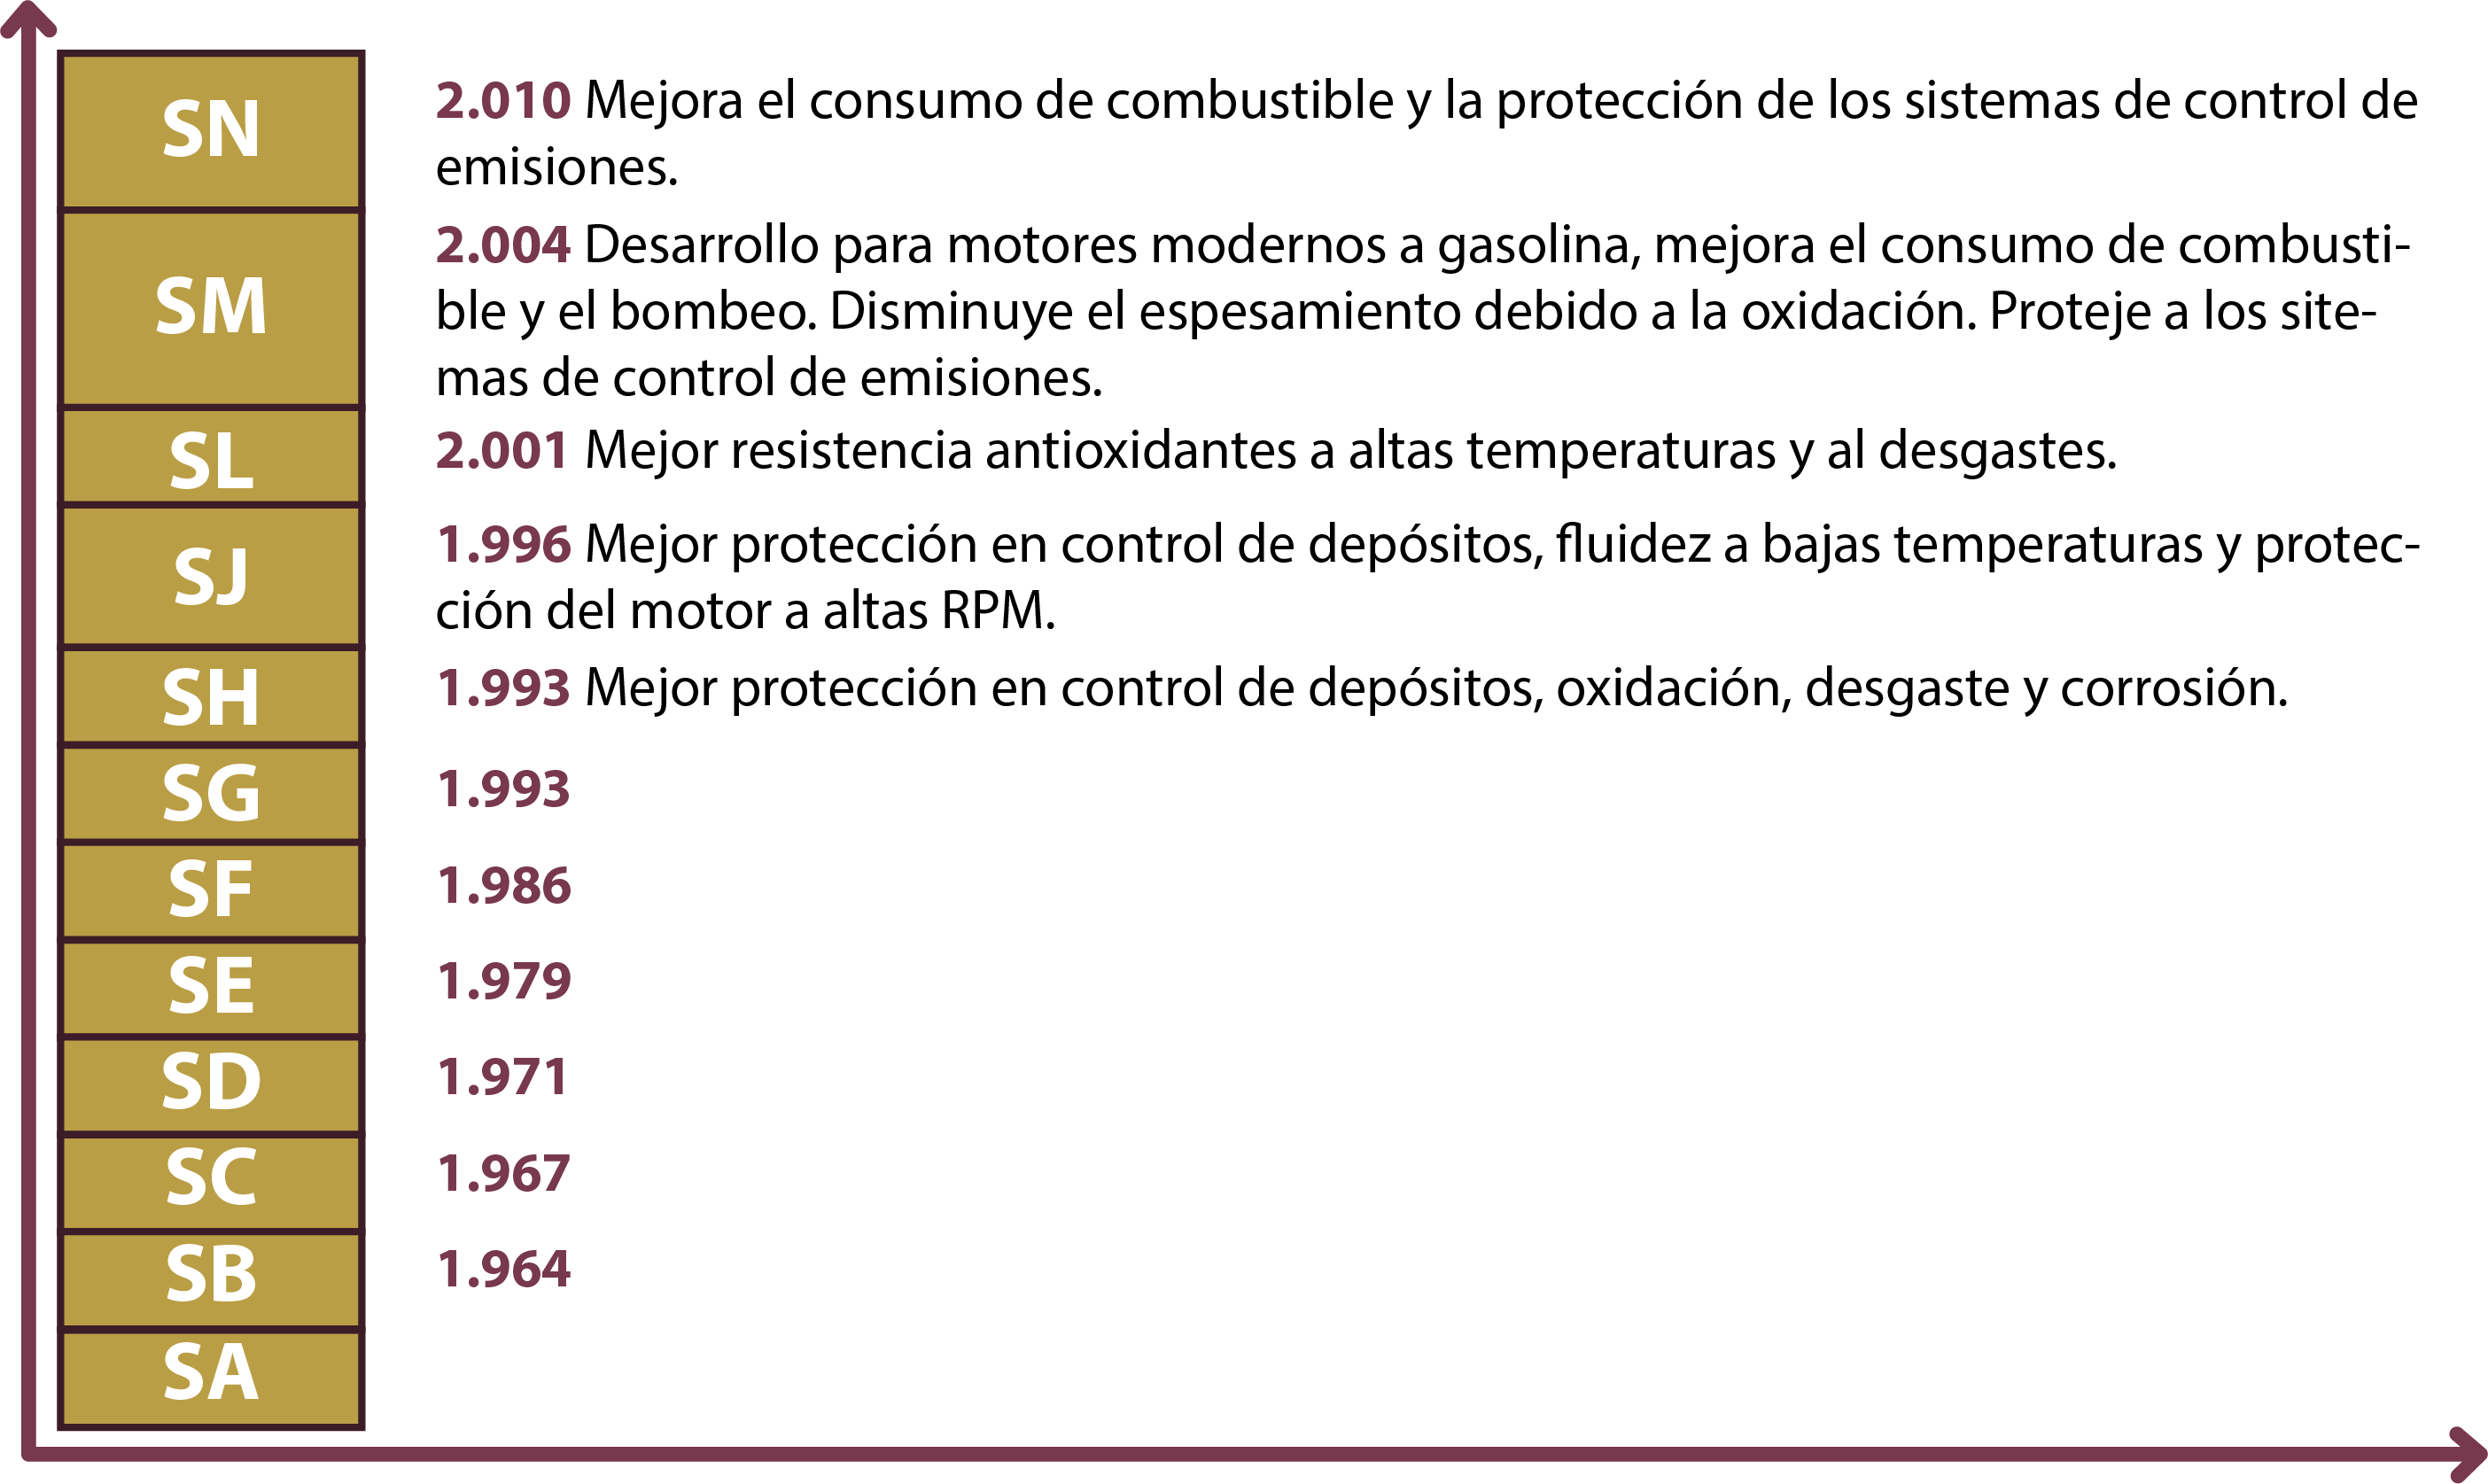 SN
2.010 Mejora el consumo de combustible y la protección de los sistemas de control de
emisiones.
SM
2.004 Desarrollo para motores modernos a gasolina, mejora el consumo de combusti-
ble y el bombeo. Disminuye el espesamiento debido a la oxidación. Proteje a los site-
mas de control de emisiones.
SL
2.001 Mejor resistencia antioxidantes a altas temperaturas y al desgastes.
SJ
1.996 Mejor protección en control de depósitos, fluidez a bajas temperaturas y protec-
ción del motor a altas RPM.
SH
1.993 Mejor protección en control de depósitos, oxidación, desgaste y corrosión.
SG
1.993
SF
1.986
SE
1.979
SD
1.971
SC
1.967
SB
1.964
SA